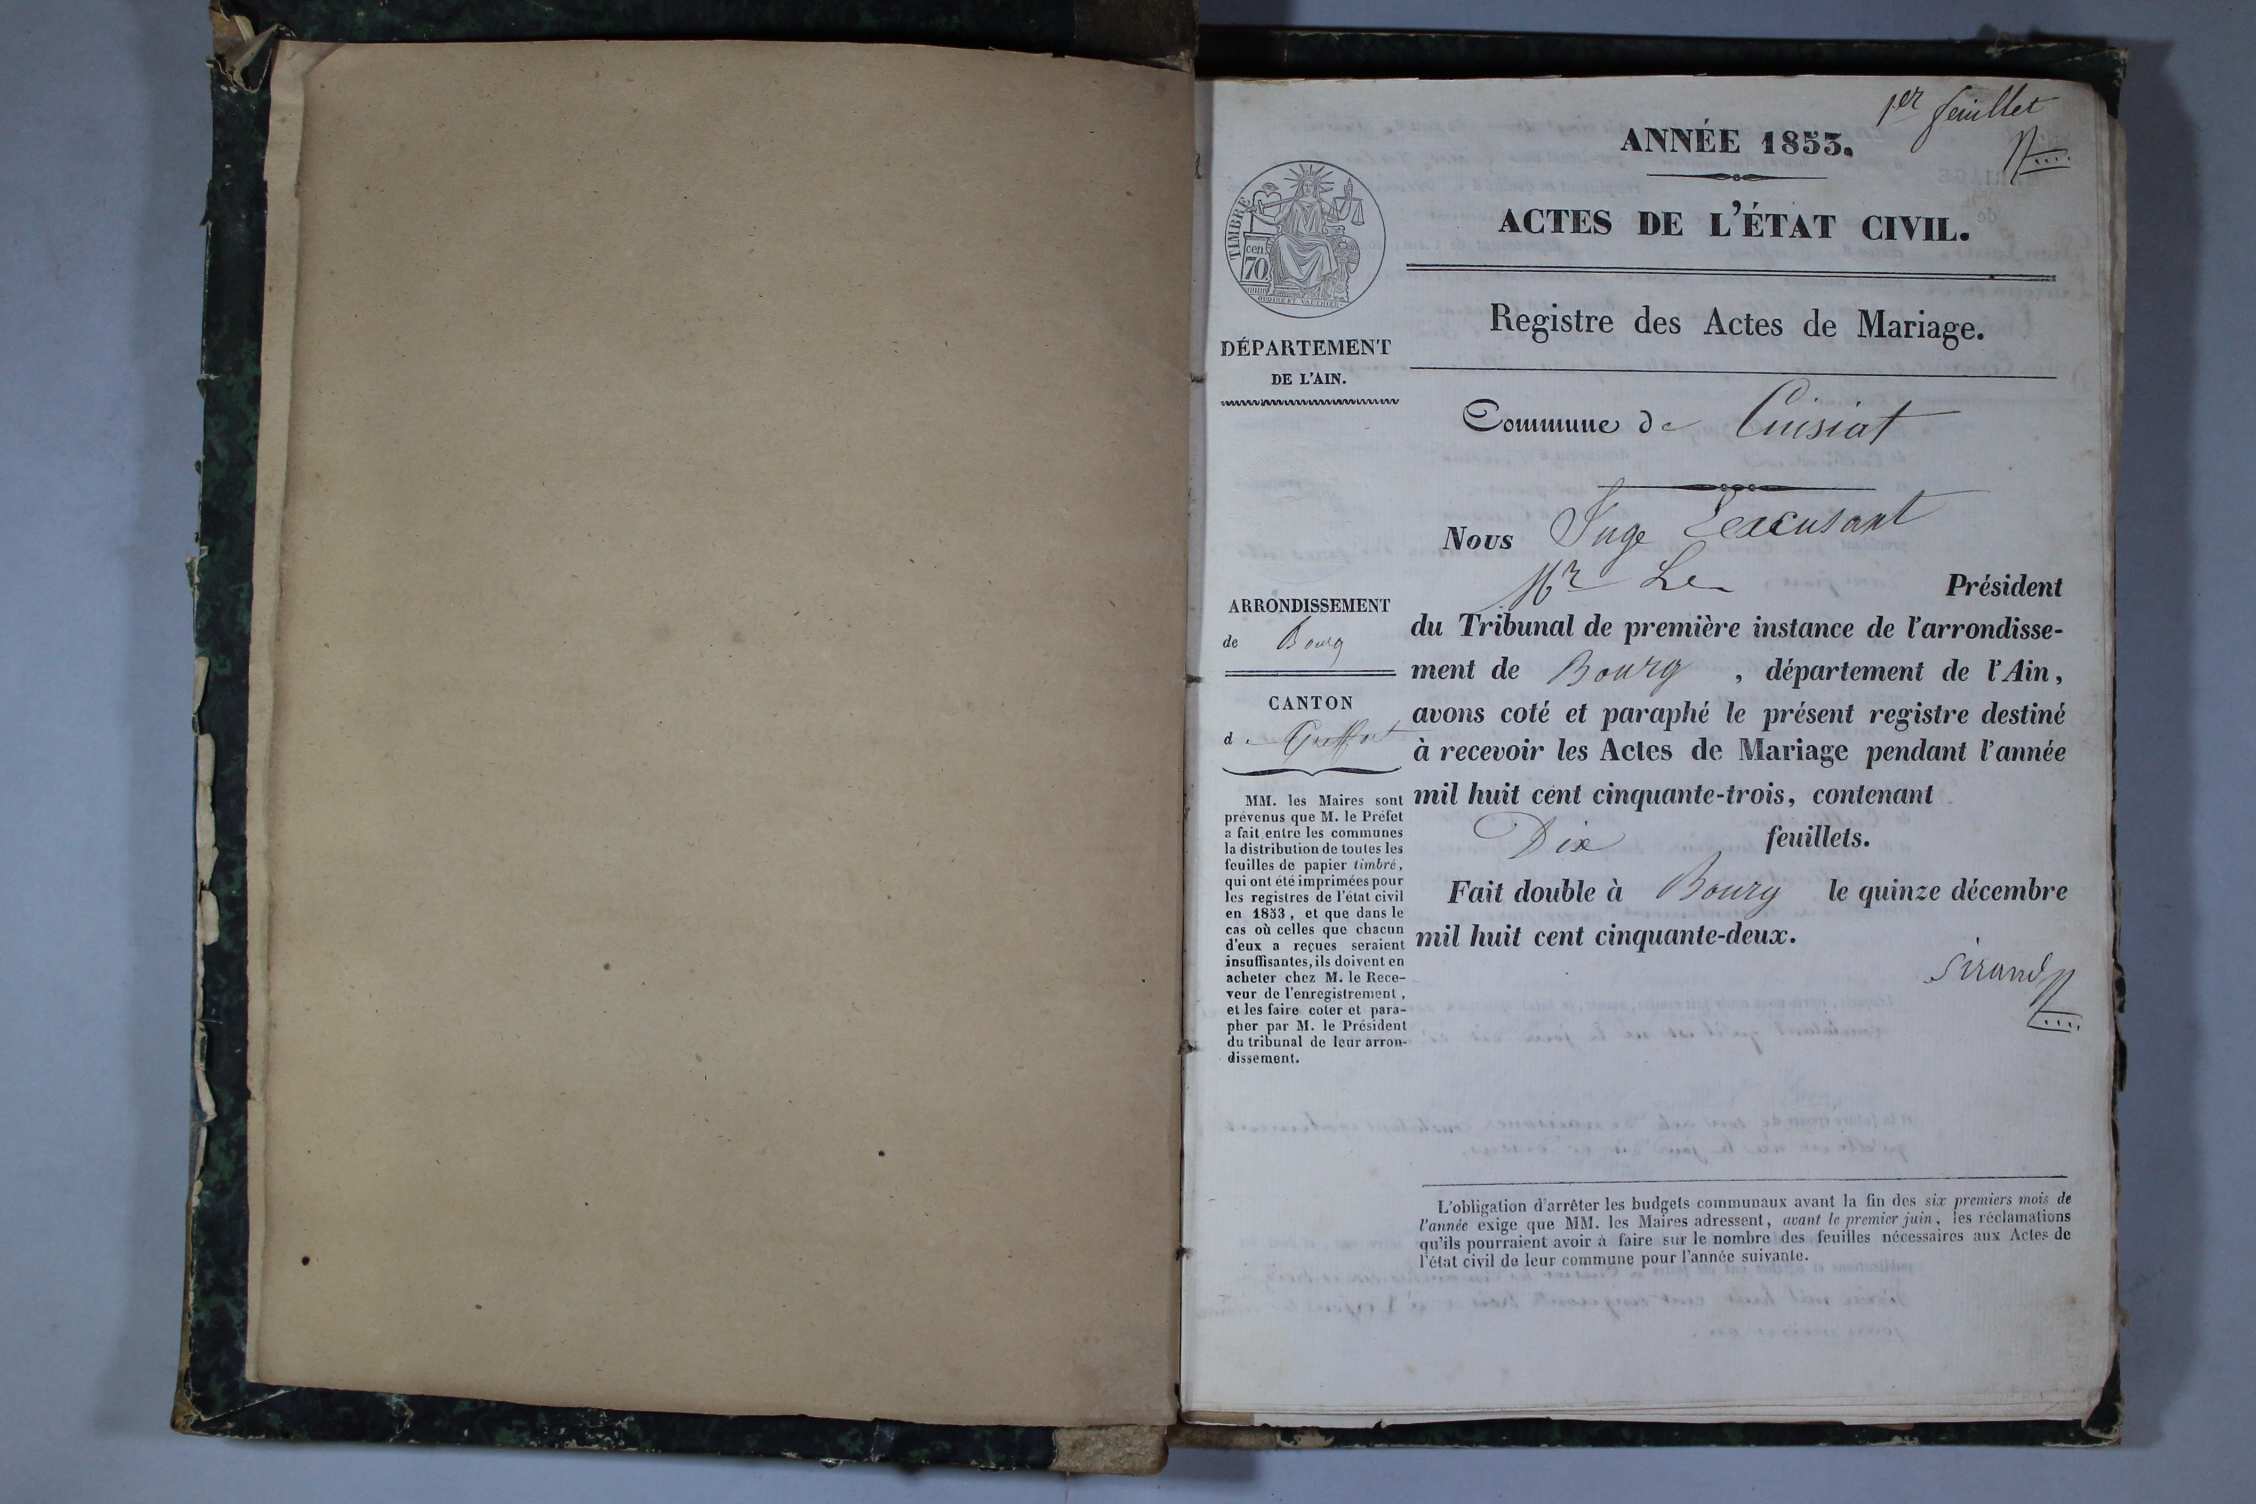 1er feuillet
ANNÉE 1853.
ACTES DE L'ÉTAT CIVIL.
Registre des Actes de Mariage.
TIMBRE
cen
70
DÉPARTEMENT
DE L'AIN.
Commune de Cuisiat
Nous Juge
Mr Le Président
du Tribunal de première instance de l'arrondisse-
ment de Bourg, département de l'Ain,
avons coté et paraphé le présent registre destiné
à recevoir les Actes de Mariage pendant l'année
mil huit cent cinquante-trois, contenant
Dix feuillets.
Fait double à Bourg le quinze décembre
mil huit cent cinquante-deux.
Sirand
ARRONDISSEMENT
de Bourg
CANTON
de Treffort
MM. les Maires sont
prévenus que M. le Préfet
a fait entre les communes
la distribution de toutes les
feuilles de papier timbré,
qui ont été imprimées pour
les registres de l'état civil
en 1853, et que dans le
cas où celles que chacun
d'eux a reçues seraient
insuffisantes, ils doivent en
acheter chez M. le Rece-
veur de l'enregistrement,
et les faire coter et para-
pher par M. le Président
du tribunal de leur arron-
dissement.
L'obligation d'arrêter les budgets communaux avant la fin des six premiers mois de
l'année exige que MM. les Maires adressent, avant le premier juin, les réclamations
qu'ils pourraient avoir à faire sur le nombre des feuilles nécessaires aux Actes de
l'état civil de leur commune pour l'année suivante.